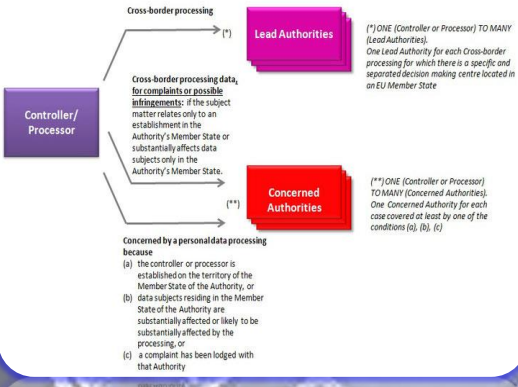 Cross-border processing
(*)
Lead Authorities
(*) ONE (Controller or Processor) TO MANY
(Lead Authorities).
One Lead Authority for each Cross-border
processing for which there is a specific and
separated decision making centre located in
an EU Member State
Cross-border processing data,
for complaints or possible
infringements: if the subject
matter relates only to an
establishment in the
Authority's Member State or
substantially affects data
subjects only in the
Authority's Member State.
Controller/
Processor
(**)
Concerned
Authorities
(**) ONE (Controller or Processor)
TO MANY (Concerned Authorities).
One Concerned Authority for each
case covered at least by one of the
conditions (a), (b), (c)
Concerned by a personal data processing
because
(a) the controller or processor is
established on the territory of the
Member State of the Authority, or
(b) data subjects residing in the Member
State of the Authority are
substantially affected or likely to be
substantially affected by the
processing, or
(c) a complaint has been lodged with
that Authority